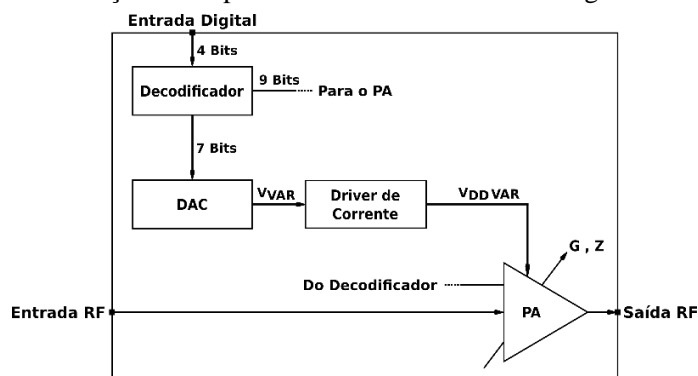 Entrada Digital
4 Bits
Decodificador
9 Bits
Para o PA
7 Bits
DAC
VVAR
Driver de
Corrente
VDD VAR
G , Z
Do Decodificador
Entrada RF
PA
Saída RF